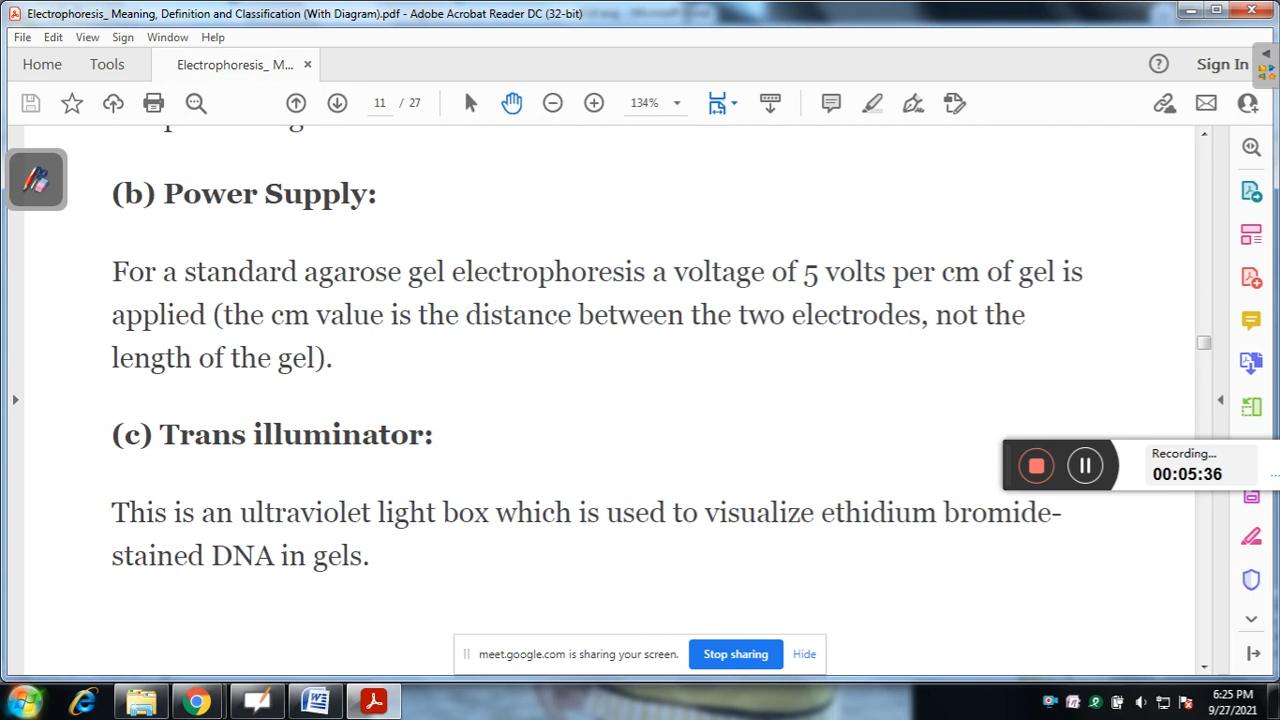 Electrophoresis_ Meaning, Definition and Classification (With Diagram).pdf - Adobe Acrobat Reader DC (32-bit)
File Edit View Sign Window Help
Home Tools Electrophoresis_ M... × Sign In
11 / 27 134%
(b) Power Supply:
For a standard agarose gel electrophoresis a voltage of 5 volts per cm of gel is
applied (the cm value is the distance between the two electrodes, not the
length of the gel).
(c) Trans illuminator:
Recording...
00:05:36
This is an ultraviolet light box which is used to visualize ethidium bromide-
stained DNA in gels.
meet.google.com is sharing your screen. Stop sharing Hide
6:25 PM
9/27/2021